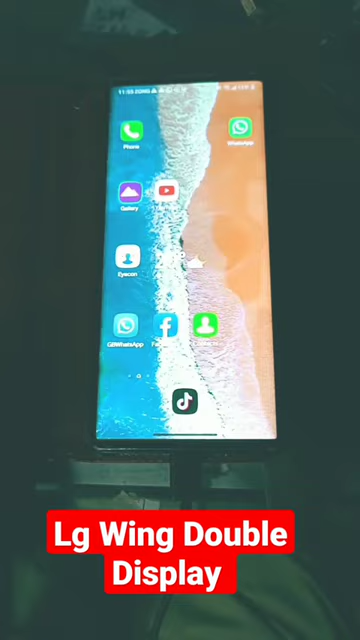 Phone
WhatsApp
Gallery
Eyecon
GBWhatsApp
Lg Wing Double
Display